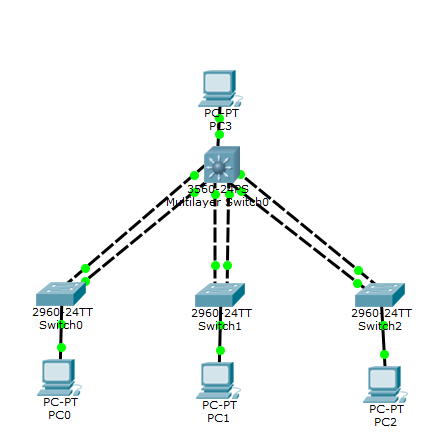 PC-PT
PC3
3560-24PS
Multilayer Switch0
2960-24TT
Switch0
2960-24TT
Switch1
2960-24TT
Switch2
PC-PT
PC0
PC-PT
PC1
PC-PT
PC2